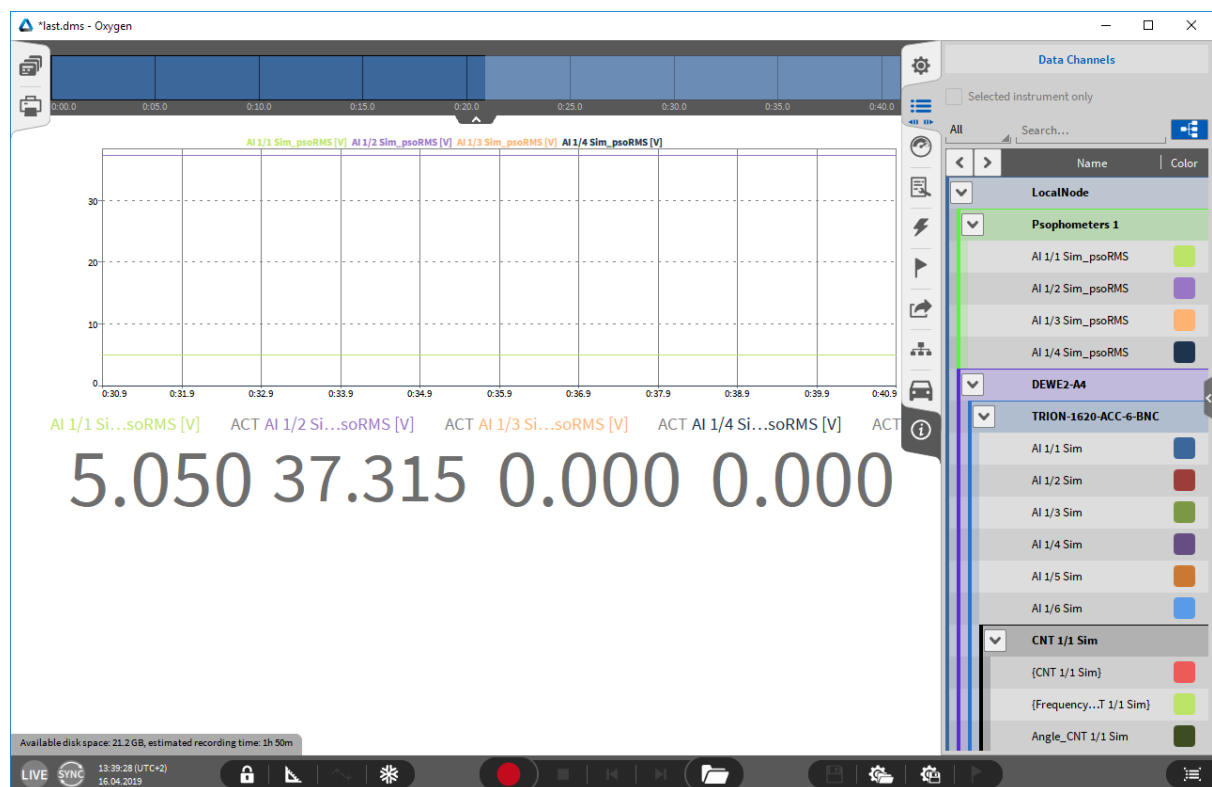 *last.dms - Oxygen
0:00.0 0:05.0 0:10.0 0:15.0 0:20.0 0:25.0 0:30.0 0:35.0 0:40.0
AI 1/1 Sim_psoRMS [V] AI 1/2 Sim_psoRMS [V] AI 1/3 Sim_psoRMS [V] AI 1/4 Sim_psoRMS [V]
30
20
10
0
0:30.9 0:31.9 0:32.9 0:33.9 0:34.9 0:35.9 0:36.9 0:37.9 0:38.9 0:39.9 0:40.9
AI 1/1 Si...soRMS [V] ACT AI 1/2 Si...soRMS [V] ACT AI 1/3 Si...soRMS [V] ACT AI 1/4 Si...soRMS [V] ACT
5.050 37.315 0.000 0.000
Available disk space: 21.2 GB, estimated recording time: 1h 50m
LIVE SYNC 13:39:28 (UTC+2)
16.04.2019
Data Channels
Selected instrument only
All Search...
Name Color
LocalNode
Psophometers 1
AI 1/1 Sim_psoRMS
AI 1/2 Sim_psoRMS
AI 1/3 Sim_psoRMS
AI 1/4 Sim_psoRMS
DEWE2-A4
TRION-1620-ACC-6-BNC
AI 1/1 Sim
AI 1/2 Sim
AI 1/3 Sim
AI 1/4 Sim
AI 1/5 Sim
AI 1/6 Sim
CNT 1/1 Sim
{CNT 1/1 Sim}
{Frequency...T 1/1 Sim}
Angle_CNT 1/1 Sim